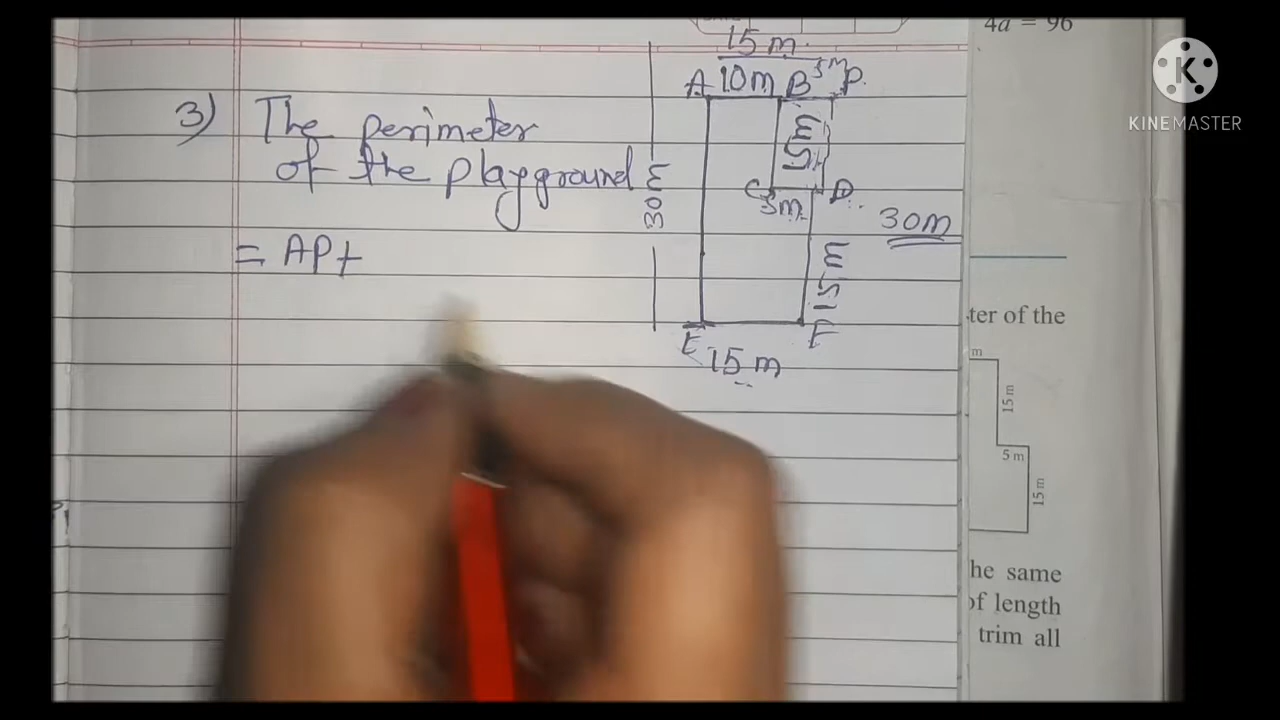 4a = 96
KINEMASTER
15 m.
A 10m B 5m P.
3) The perimeter
of the playground
30m
15m
C D.
5m.
30m
= AP+
15m
E F
15 m
ter of the
m
15 m
5 m
15 m
he same
of length
trim all